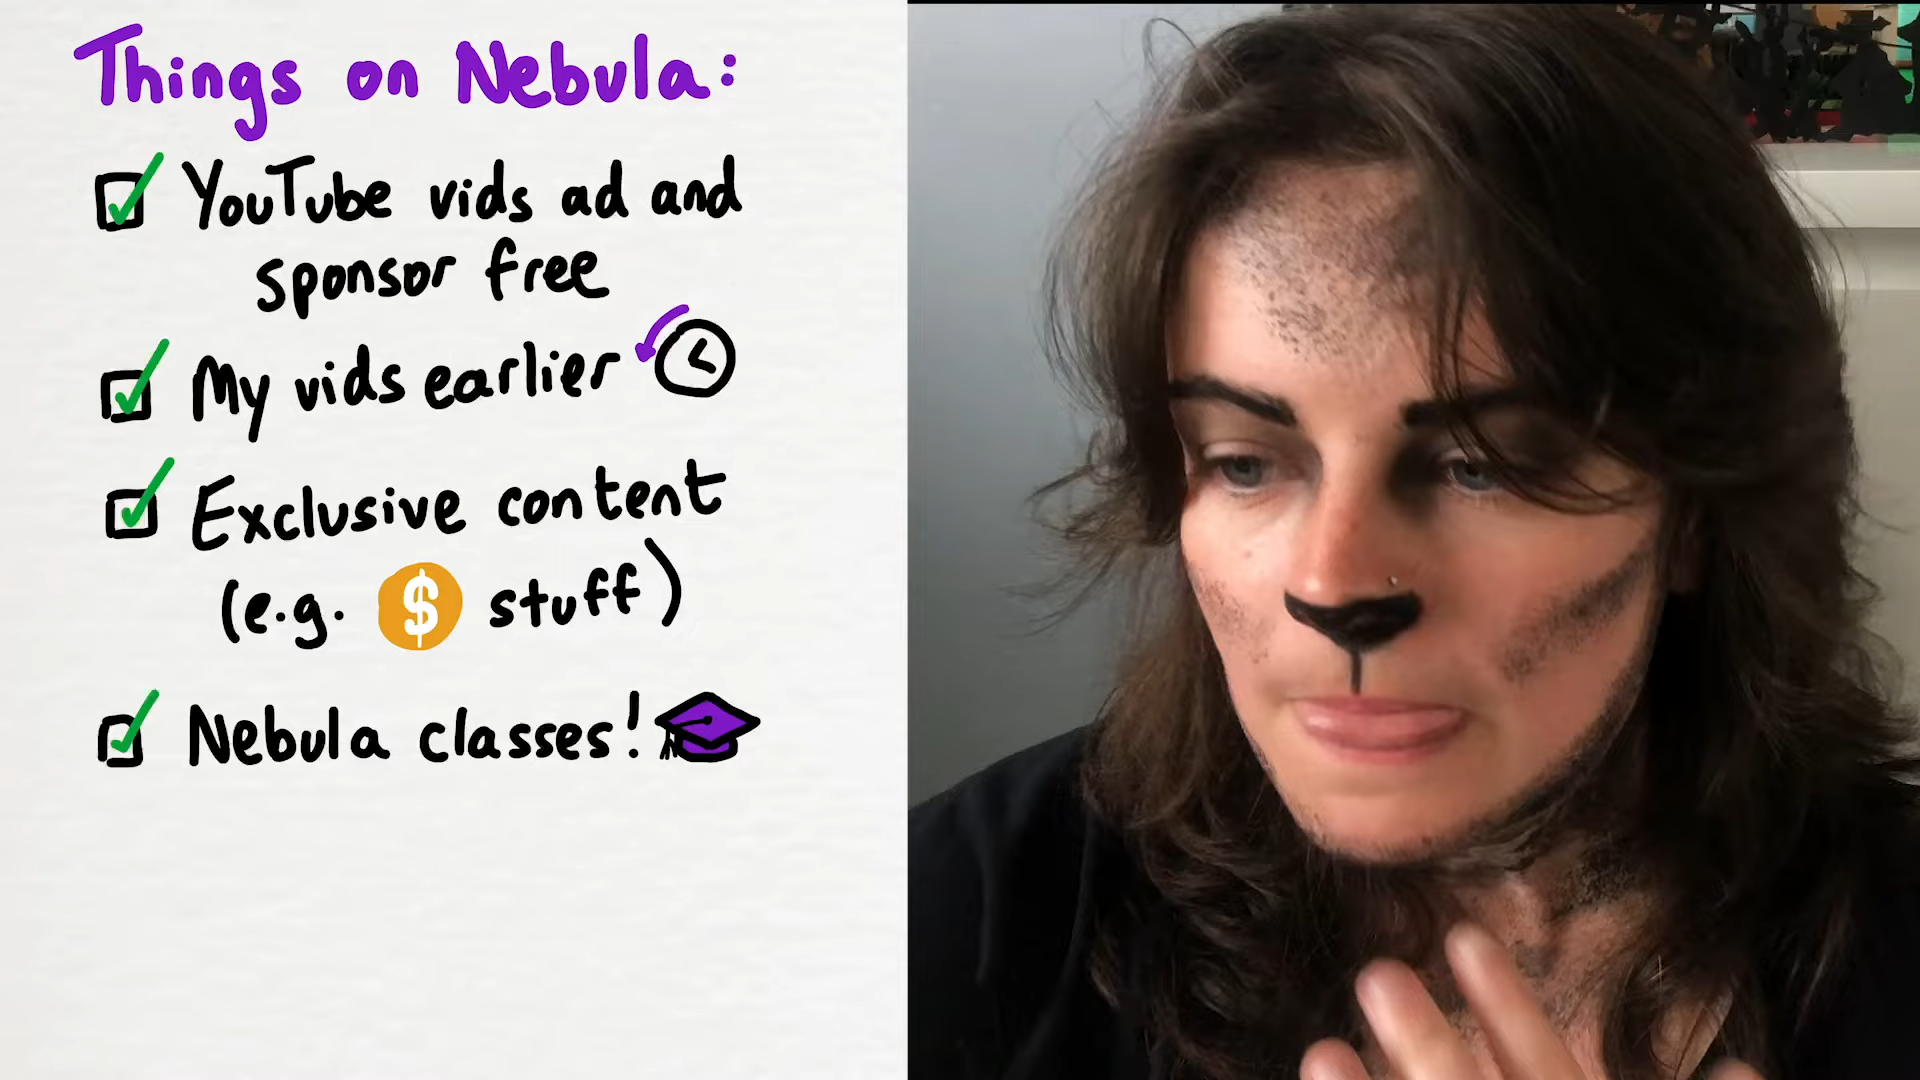 Things on Nebula:
YouTube vids ad and
sponsor free
My vids earlier
Exclusive content
(e.g. $ stuff)
Nebula classes!